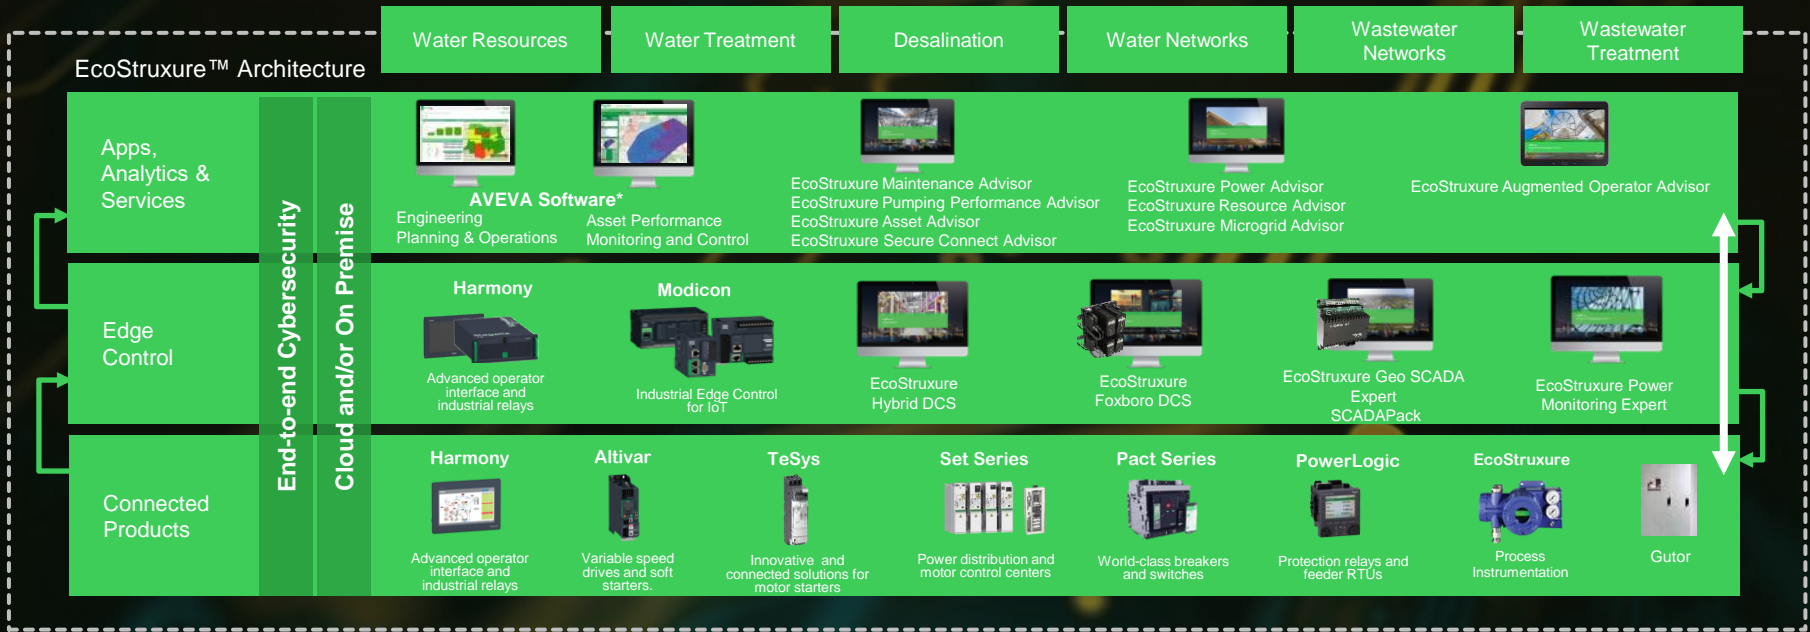 Water Resources
Water Treatment
Desalination
Water Networks
Wastewater
Networks
Wastewater
Treatment
EcoStruxure™ Architecture
Apps,
Analytics &
Services
End-to-end Cybersecurity
Cloud and/or On Premise
AVEVA Software*
Engineering
Planning & Operations
Asset Performance
Monitoring and Control
EcoStruxure Maintenance Advisor
EcoStruxure Pumping Performance Advisor
EcoStruxure Asset Advisor
EcoStruxure Secure Connect Advisor
EcoStruxure Power Advisor
EcoStruxure Resource Advisor
EcoStruxure Microgrid Advisor
EcoStruxure Augmented Operator Advisor
Edge
Control
Harmony
Advanced operator
interface and
industrial relays
Modicon
Industrial Edge Control
for IoT
EcoStruxure
Hybrid DCS
EcoStruxure
Foxboro DCS
EcoStruxure Geo SCADA
Expert
SCADAPack
EcoStruxure Power
Monitoring Expert
Connected
Products
Harmony
Advanced operator
interface and
industrial relays
Altivar
Variable speed
drives and soft
starters.
TeSys
Innovative and
connected solutions for
motor starters
Set Series
Power distribution and
motor control centers
Pact Series
World-class breakers
and switches
PowerLogic
Protection relays and
feeder RTUs
EcoStruxure
Process
Instrumentation
Gutor